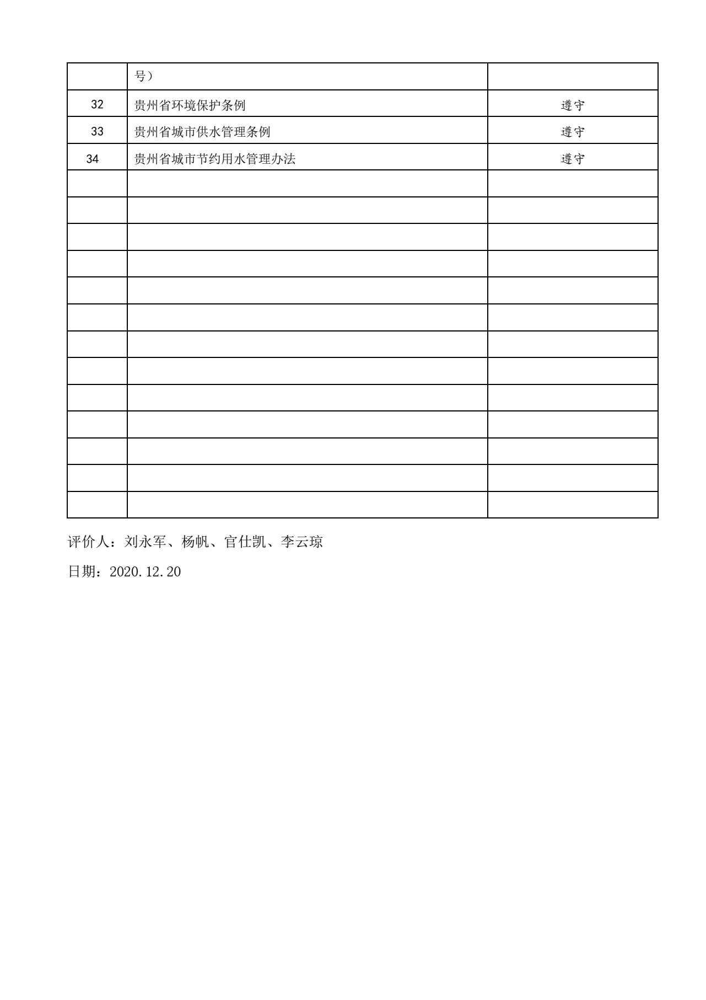 号）
32 贵州省环境保护条例 遵守
33 贵州省城市供水管理条例 遵守
34 贵州省城市节约用水管理办法 遵守
评价人：刘永军、杨帆、官仕凯、李云琼
日期：2020.12.20